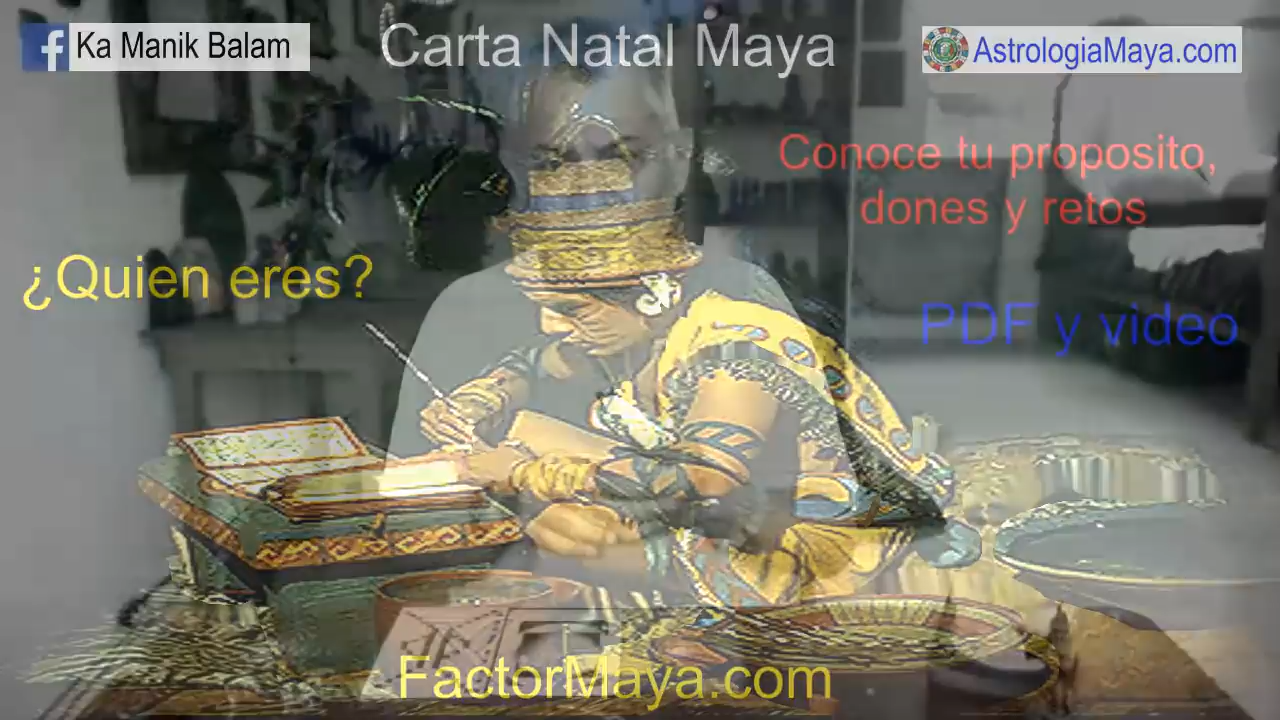 Ka Manik Balam
Carta Natal Maya
AstrologiaMaya.com
Conoce tu proposito,
dones y retos
¿Quien eres?
PDF y video
FactorMaya.com